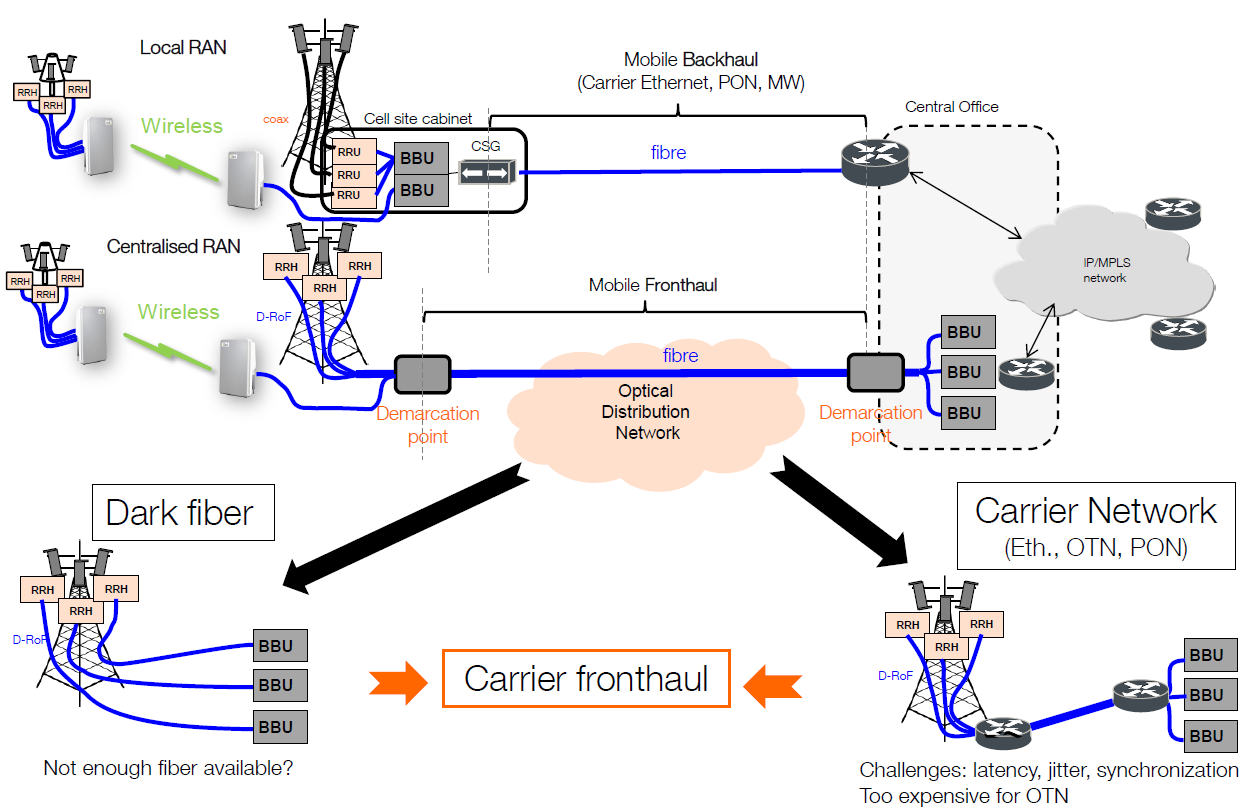 Local RAN
RRH
RRH
RRH
Wireless
coax
Cell site cabinet
RRU
RRU
RRU
BBU
BBU
CSG
Mobile Backhaul
(Carrier Ethernet, PON, MW)
fibre
Central Office
IP/MPLS
network
Centralised RAN
RRH
RRH
RRH
Wireless
RRH
RRH
RRH
D-RoF
Mobile Fronthaul
fibre
Demarcation
point
Optical
Distribution
Network
Demarcation
point
BBU
BBU
BBU
Dark fiber
RRH
RRH
RRH
D-RoF
BBU
BBU
BBU
Not enough fiber available?
Carrier fronthaul
Carrier Network
(Eth., OTN, PON)
RRH
RRH
RRH
D-RoF
BBU
BBU
BBU
Challenges: latency, jitter, synchronization
Too expensive for OTN